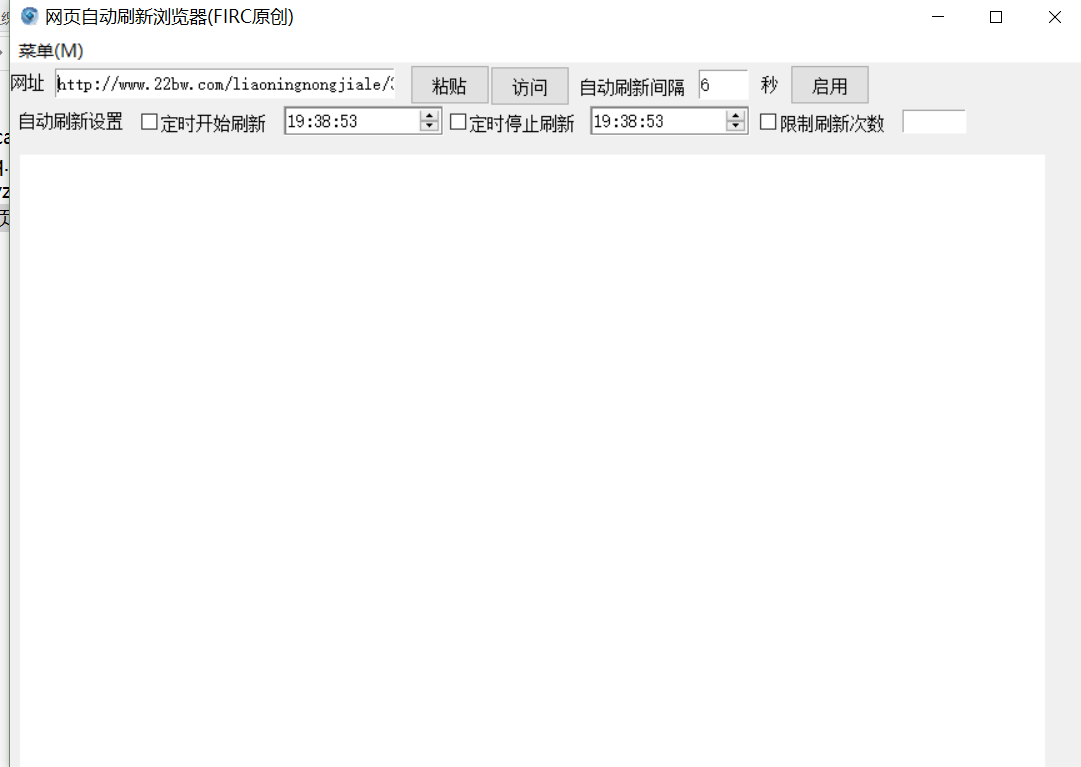 网页自动刷新浏览器(FIRC原创)
菜单(M)
网址 http://www.22bw.com/liaoningnongjiale/ 粘贴 访问 自动刷新间隔 6 秒 启用
自动刷新设置 定时开始刷新 19:38:53 定时停止刷新 19:38:53 限制刷新次数